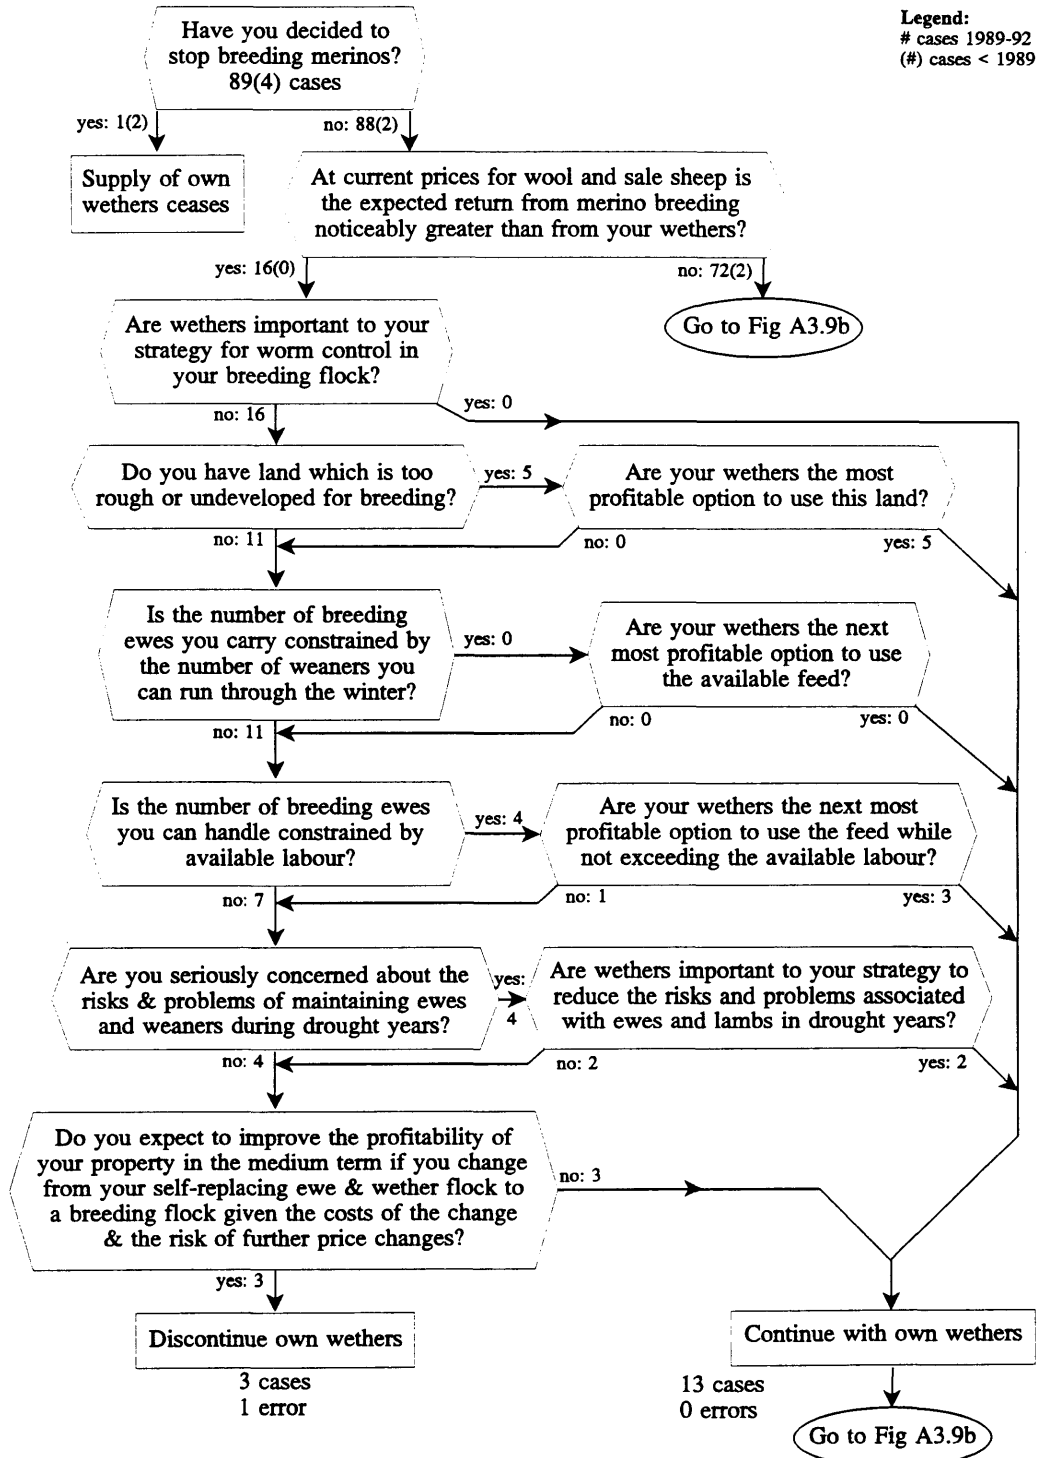 Have you decided to
stop breeding merinos?
89(4) cases
Legend:
# cases 1989-92
(#) cases < 1989
yes: 1(2)
no: 88(2)
Supply of own
wethers ceases
At current prices for wool and sale sheep is
the expected return from merino breeding
noticeably greater than from your wethers?
yes: 16(0)
no: 72(2)
Go to Fig A3.9b
Are wethers important to your
strategy for worm control in
your breeding flock?
no: 16
yes: 0
Do you have land which is too
rough or undeveloped for breeding?
yes: 5
Are your wethers the most
profitable option to use this land?
no: 11
no: 0
yes: 5
Is the number of breeding
ewes you carry constrained by
the number of weaners you
can run through the winter?
yes: 0
Are your wethers the next
most profitable option to use
the available feed?
no: 11
no: 0
yes: 0
Is the number of breeding ewes
you can handle constrained by
available labour?
yes: 4
Are your wethers the next most
profitable option to use the feed while
not exceeding the available labour?
no: 7
no: 1
yes: 3
Are you seriously concerned about the
risks & problems of maintaining ewes
and weaners during drought years?
yes:
4
Are wethers important to your strategy to
reduce the risks and problems associated
with ewes and lambs in drought years?
no: 4
no: 2
yes: 2
Do you expect to improve the profitability of
your property in the medium term if you change
from your self-replacing ewe & wether flock to
a breeding flock given the costs of the change
& the risk of further price changes?
no: 3
yes: 3
Discontinue own wethers
3 cases
1 error
Continue with own wethers
13 cases
0 errors
Go to Fig A3.9b